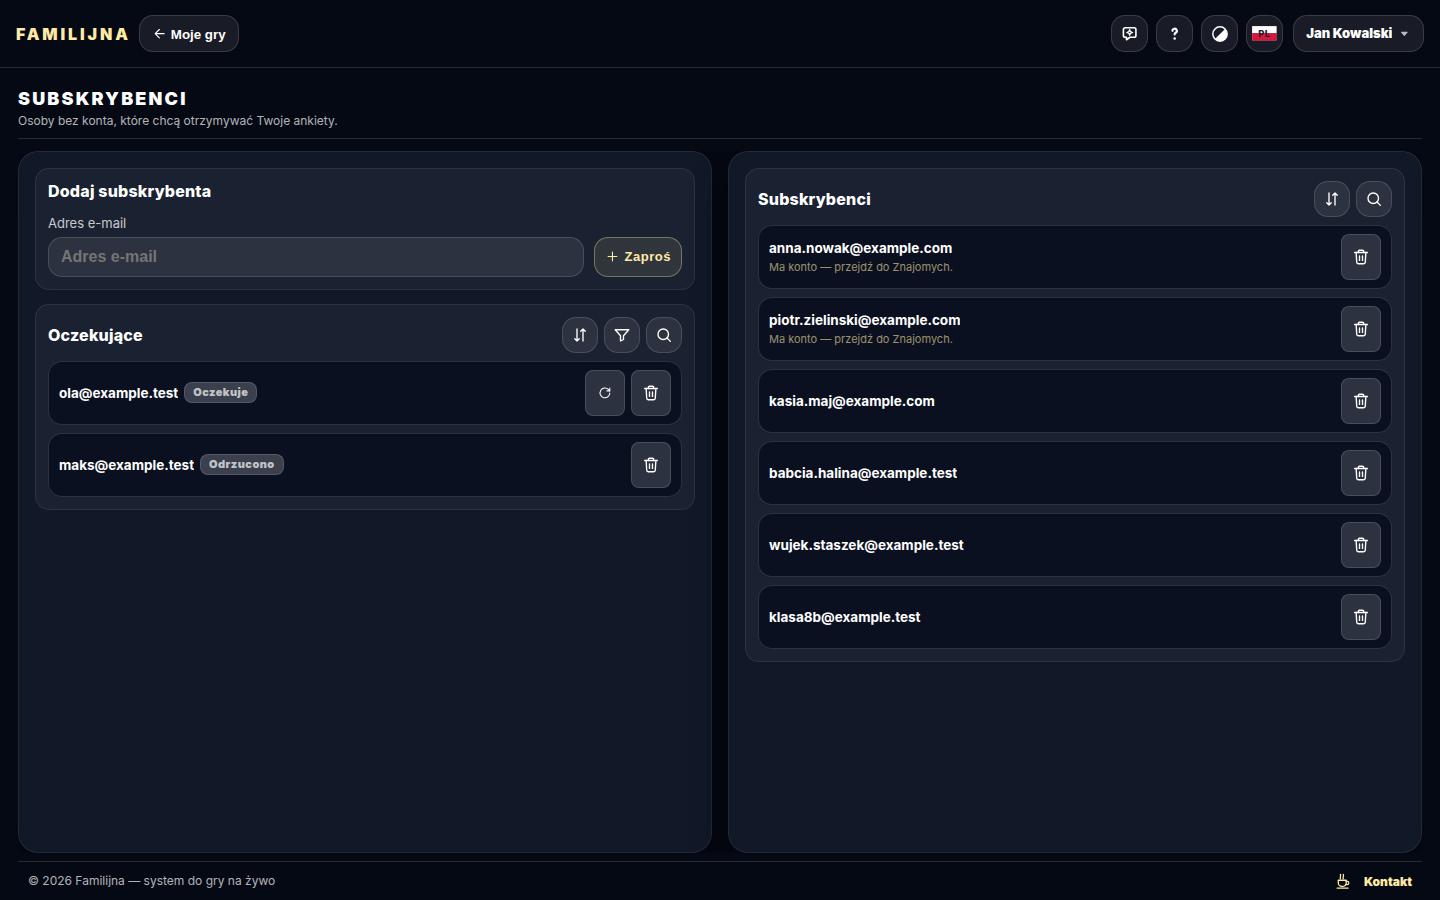 FAMILIJNA
← Moje gry
?
PL
Jan Kowalski
SUBSKRYBENCI
Osoby bez konta, które chcą otrzymywać Twoje ankiety.
Dodaj subskrybenta
Adres e-mail
Adres e-mail
+ Zaproś
Oczekujące
ola@example.test Oczekuje
maks@example.test Odrzucono
Subskrybenci
anna.nowak@example.com
Ma konto — przejdź do Znajomych.
piotr.zielinski@example.com
Ma konto — przejdź do Znajomych.
kasia.maj@example.com
babcia.halina@example.test
wujek.staszek@example.test
klasa8b@example.test
© 2026 Familijna — system do gry na żywo
Kontakt